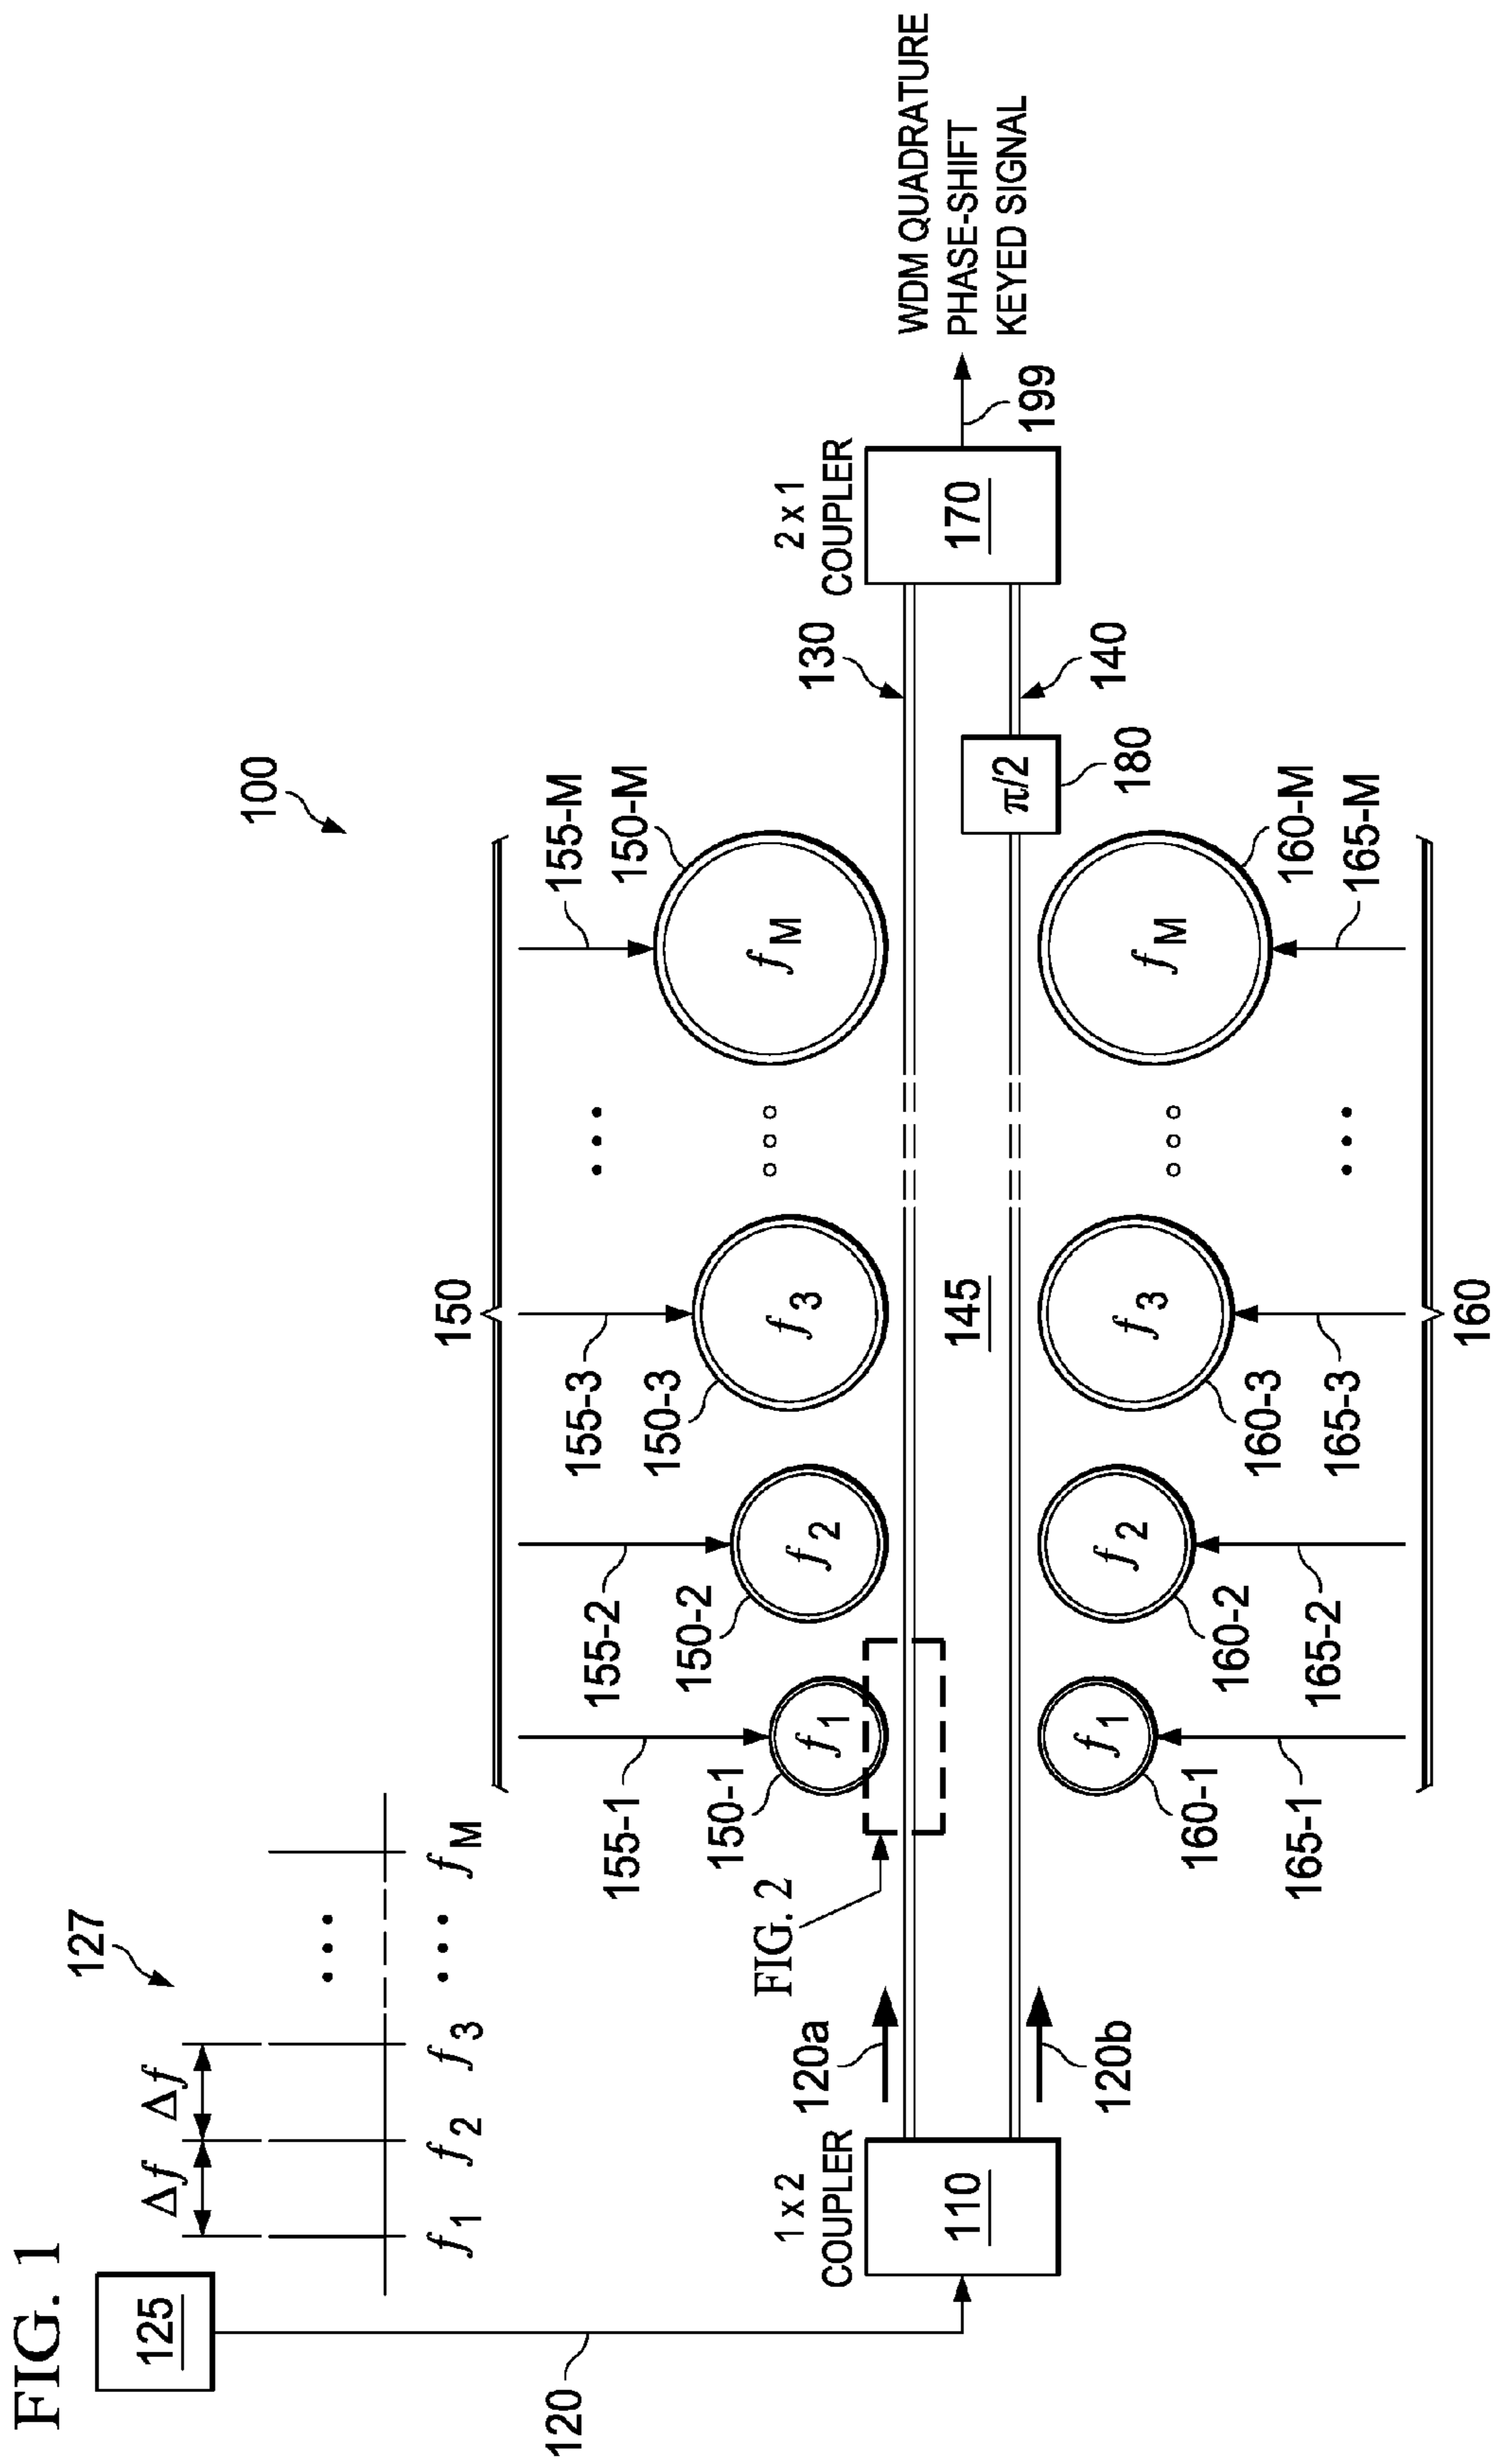 FIG. 1
100
125
127
Δf
Δf
f1
f2
f3
•••
fM
120
150
155-1
155-2
155-3
155-M
150-1
150-2
150-3
150-M
f1
f2
f3
fM
FIG. 2
1 x 2
COUPLER
110
120a
120b
130
145
140
π/2
180
2 x 1
COUPLER
170
199
WDM QUADRATURE
PHASE-SHIFT
KEYED SIGNAL
f1
f2
f3
fM
160-1
160-2
160-3
160-M
165-1
165-2
165-3
165-M
160